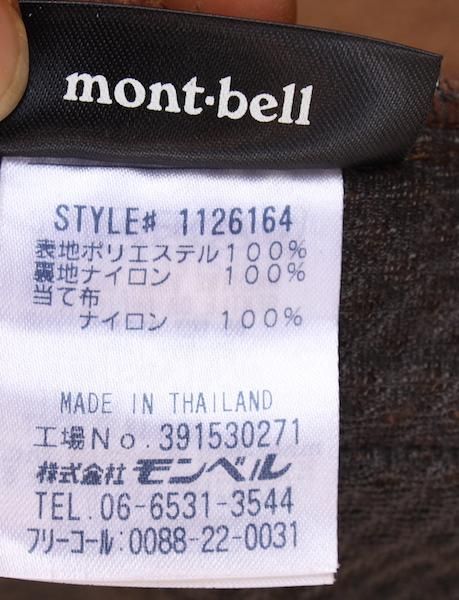 mont-bell
STYLE# 1126164
表地ポリエステル100%
裏地ナイロン 100%
当て布
ナイロン 100%
MADE IN THAILAND
工場No.391530271
株式会社 モンベル
TEL.06-6531-3544
フリーコール:0088-22-0031